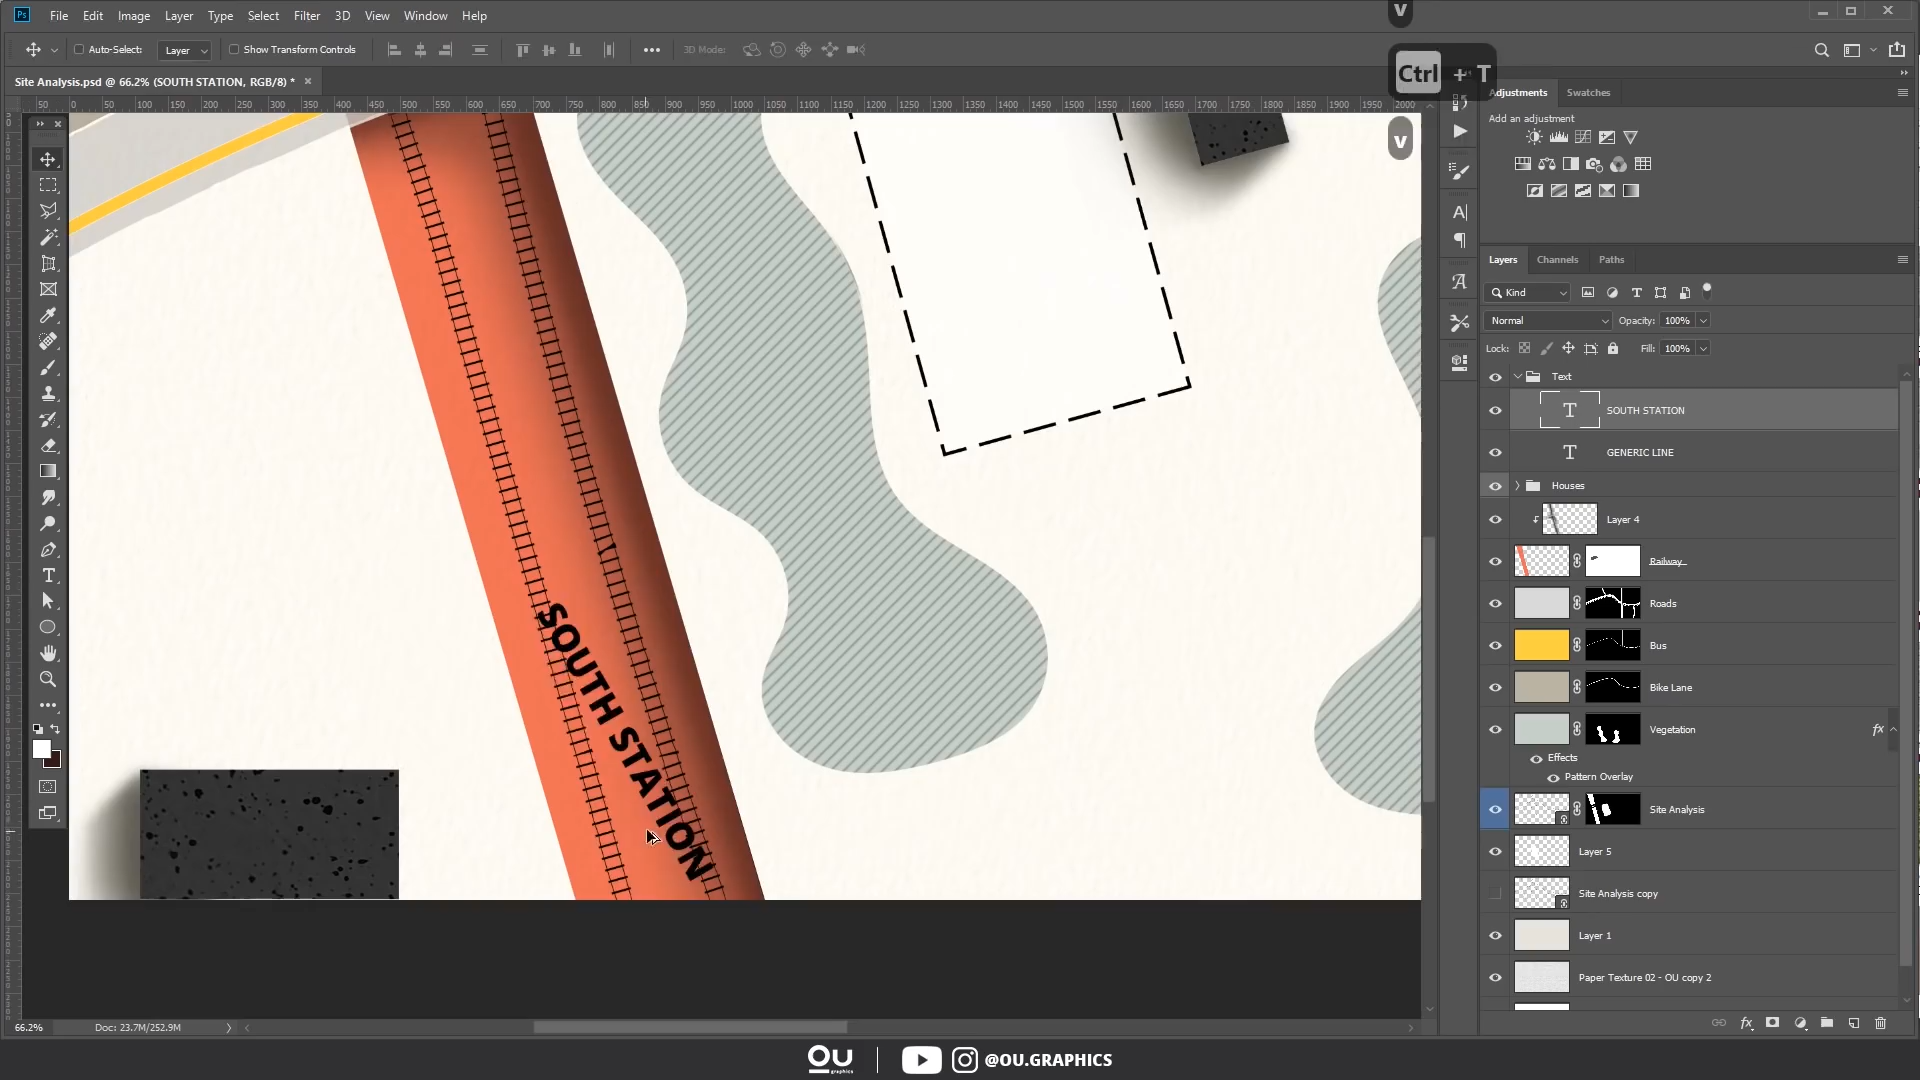 Ps File Edit Image Layer Type Select Filter 3D View Window Help
v
Auto-Select: Layer Show Transform Controls 3D Mode:
Ctrl + T
Site Analysis.psd @ 66.2% (SOUTH STATION, RGB/8) *
50 0 50 100 150 200 250 300 350 400 450 500 550 600 650 700 750 800 850 900 950 1000 1050 1100 1150 1200 1250 1300 1350 1400 1450 1500 1550 1600 1650 1700 1750 1800 1850 1900 1950 2000
v
Adjustments Swatches
Add an adjustment
Layers Channels Paths
Kind
Normal Opacity: 100%
Lock: Fill: 100%
Text
SOUTH STATION
GENERIC LINE
Houses
Layer 4
Railway
Roads
Bus
Bike Lane
Vegetation fx
Effects
Pattern Overlay
Site Analysis
Layer 5
Site Analysis copy
Layer 1
Paper Texture 02 - OU copy 2
SOUTH STATION
66.2% Doc: 23.7M/252.9M
fx
OU graphics @OU.GRAPHICS